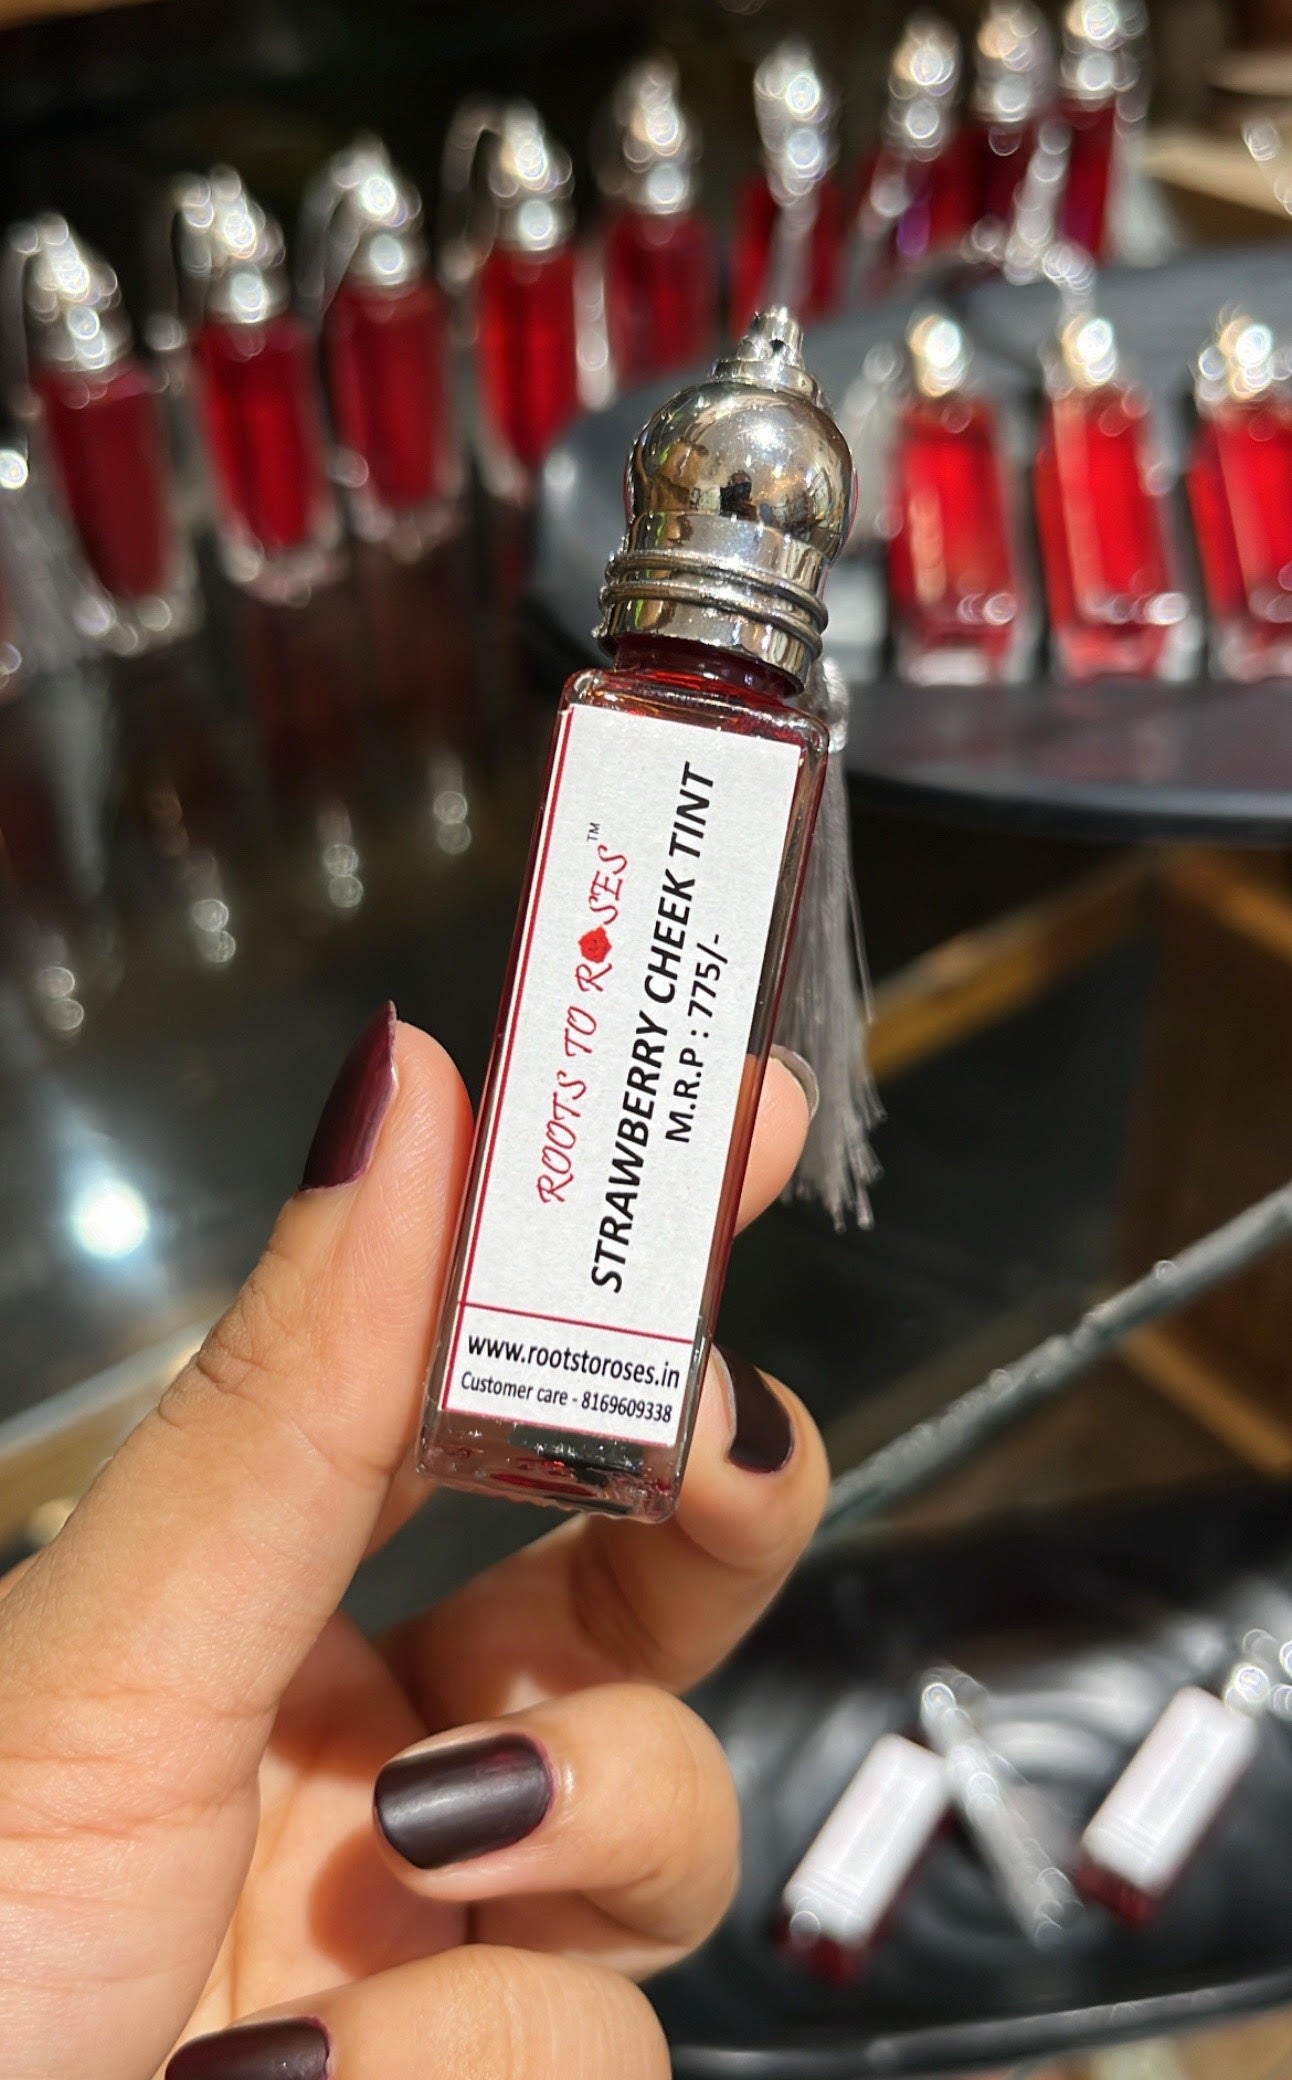 ROOTS TO ROSES™
STRAWBERRY CHEEK TINT
M.R.P : 775/-
www.rootstoroses.in
Customer care - 8169609338